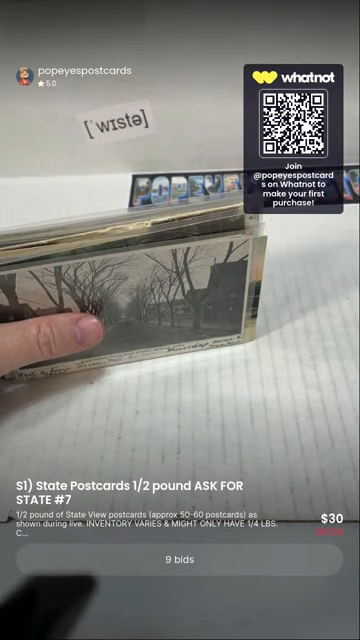 popeyespostcards
★ 5.0
whatnot
['wɪstə]
Join
@popeyespostcard
s on Whatnot to
make your first
purchase!
POPEYE
S1) State Postcards 1/2 pound ASK FOR
STATE #7
1/2 pound of State View postcards (approx 50-60 postcards) as
shown during live. INVENTORY VARIES & MIGHT ONLY HAVE 1/4 LBS.
C...
$30
9 bids